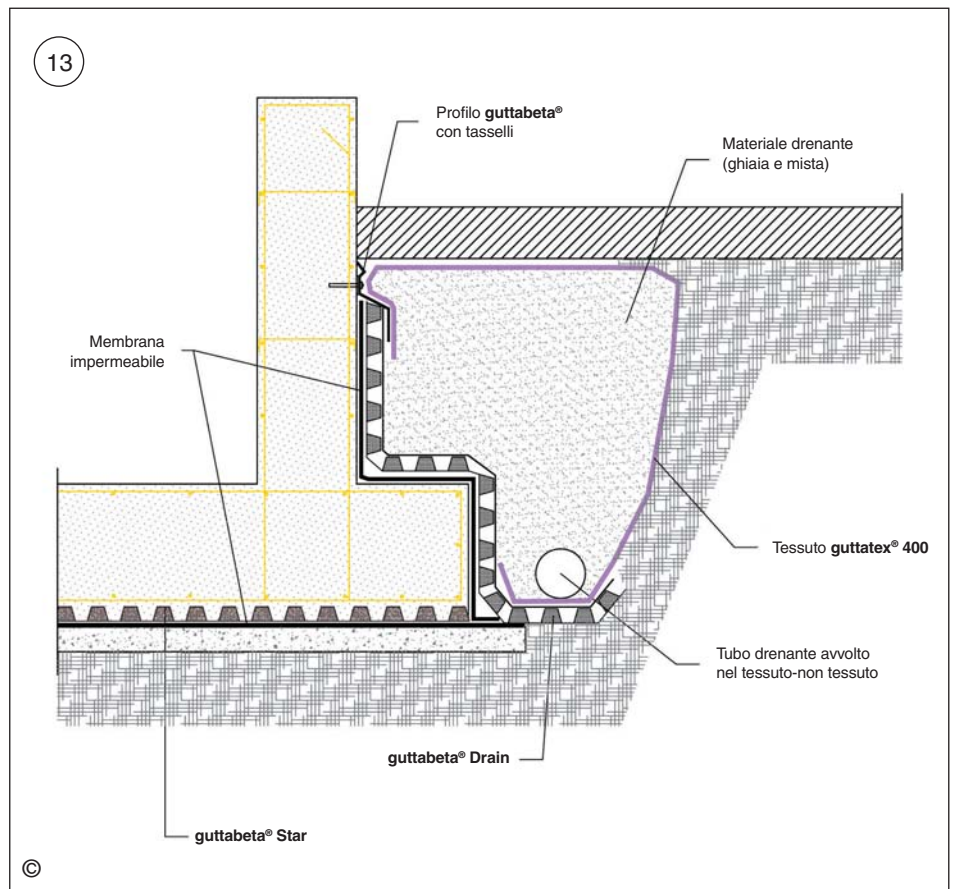 13
Profilo guttabeta®
con tasselli
Materiale drenante
(ghiaia e mista)
Membrana
impermeabile
Tessuto guttatex® 400
Tubo drenante avvolto
nel tessuto-non tessuto
guttabeta® Drain
guttabeta® Star
©